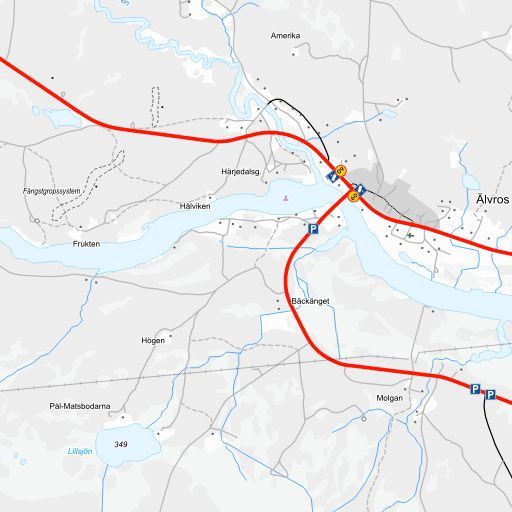 Amerika
Härjedalsg.
Fångstgropssystem
Älvros
Hälviken
Frukten
P
Bäckänget
Högen
P
P
Molgan
Pål-Matsbodarna
349
Lillsjön